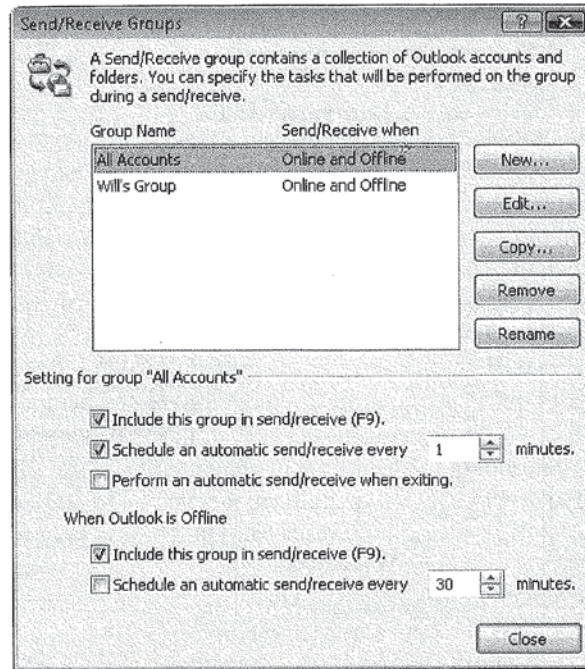 Send/Receive Groups
A Send/Receive group contains a collection of Outlook accounts and
folders. You can specify the tasks that will be performed on the group
during a send/receive.
Group Name Send/Receive when
All Accounts Online and Offline
Will's Group Online and Offline
New...
Edit...
Copy...
Remove
Rename
Setting for group "All Accounts"
Include this group in send/receive (F9).
Schedule an automatic send/receive every 1 minutes.
Perform an automatic send/receive when exiting.
When Outlook is Offline
Include this group in send/receive (F9).
Schedule an automatic send/receive every 30 minutes.
Close